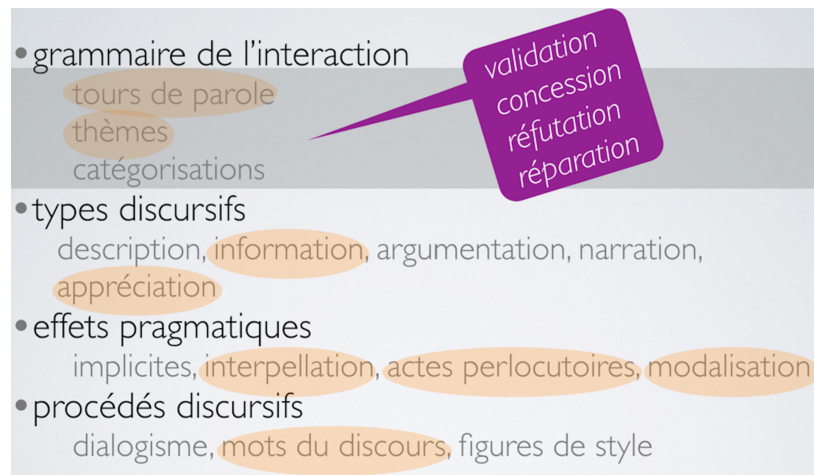 • grammaire de l’interaction
tours de parole
thèmes
catégorisations
validation
concession
réfutation
réparation
• types discursifs
description, information, argumentation, narration,
appréciation
• effets pragmatiques
implicites, interpellation, actes perlocutoires, modalisation
• procédés discursifs
dialogisme, mots du discours, figures de style